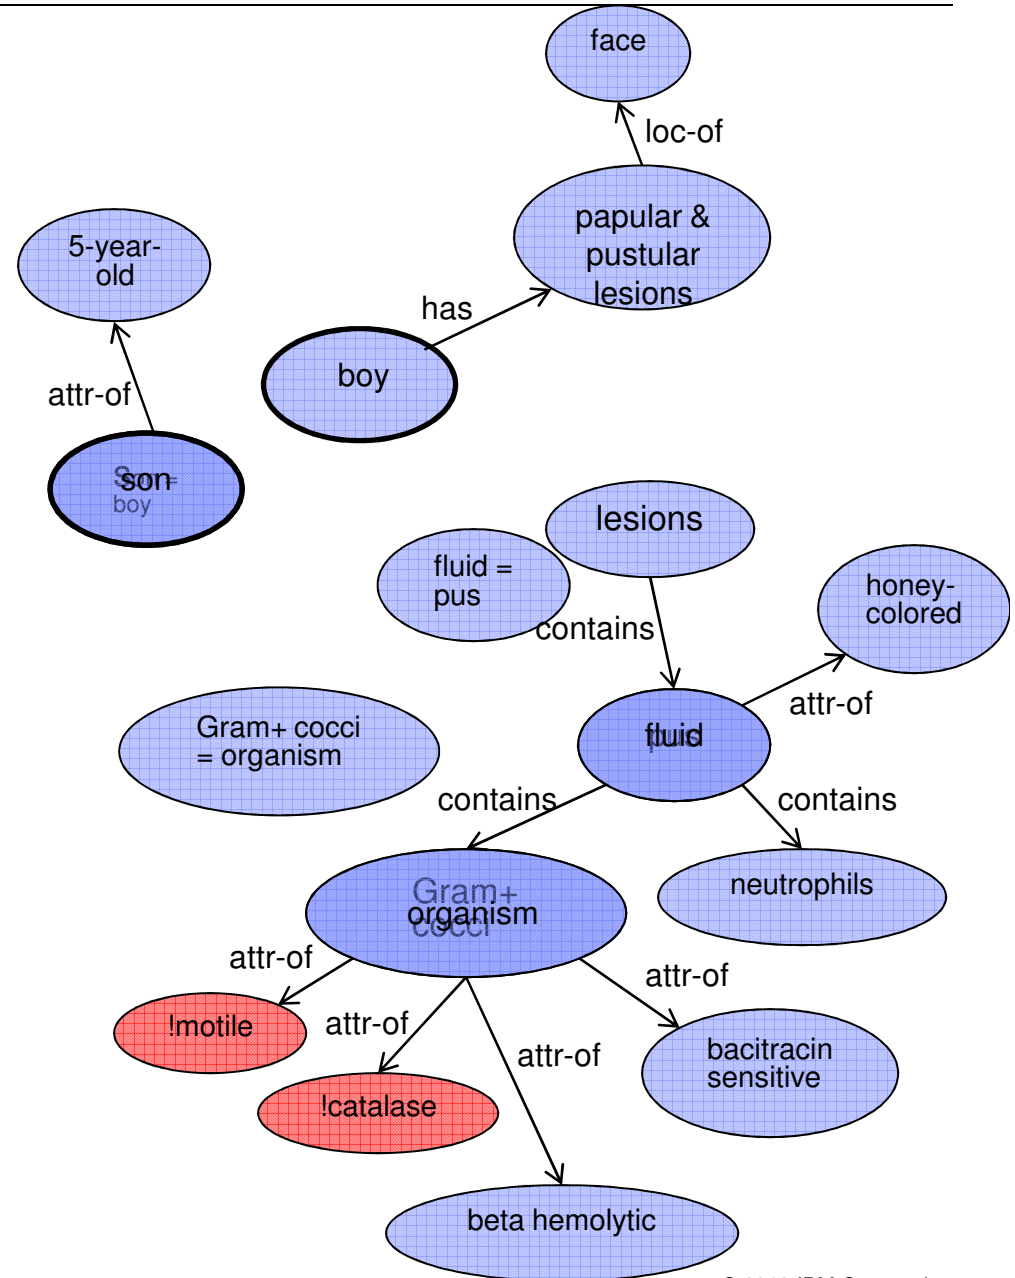 face
loc-of
papular &
pustular
lesions
5-year-
old
has
boy
attr-of
son
boy
lesions
fluid =
pus
honey-
colored
contains
attr-of
fluid
pus
Gram+ cocci
= organism
contains
contains
neutrophils
Gram+
cocci
organism
attr-of
attr-of
!motile
attr-of
bacitracin
sensitive
attr-of
!catalase
beta hemolytic